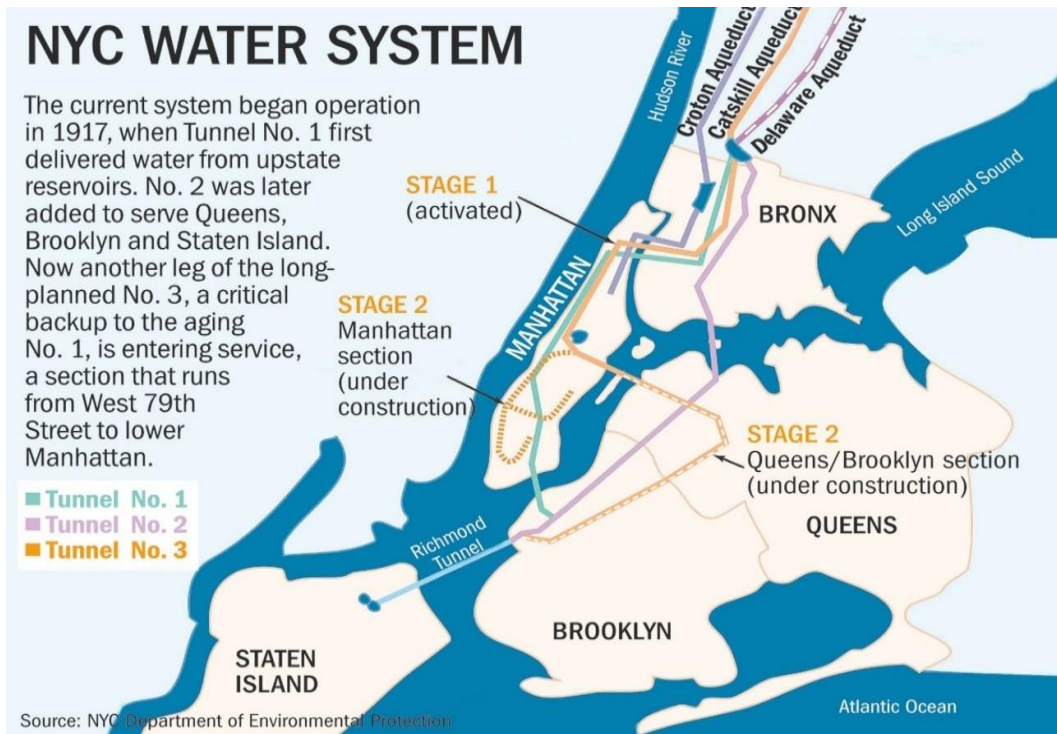 NYC WATER SYSTEM
The current system began operation
in 1917, when Tunnel No. 1 first
delivered water from upstate
reservoirs. No. 2 was later
added to serve Queens,
Brooklyn and Staten Island.
Now another leg of the long-
planned No. 3, a critical
backup to the aging
No. 1, is entering service,
a section that runs
from West 79th
Street to lower
Manhattan.
Tunnel No. 1
Tunnel No. 2
Tunnel No. 3
Hudson River
Croton Aqueduct
Catskill Aqueduct
Delaware Aqueduct
Long Island Sound
STAGE 1
(activated)
BRONX
MANHATTAN
STAGE 2
Manhattan
section
(under
construction)
STAGE 2
Queens/Brooklyn section
(under construction)
QUEENS
Richmond
Tunnel
BROOKLYN
STATEN
ISLAND
Atlantic Ocean
Source: NYC Department of Environmental Protection